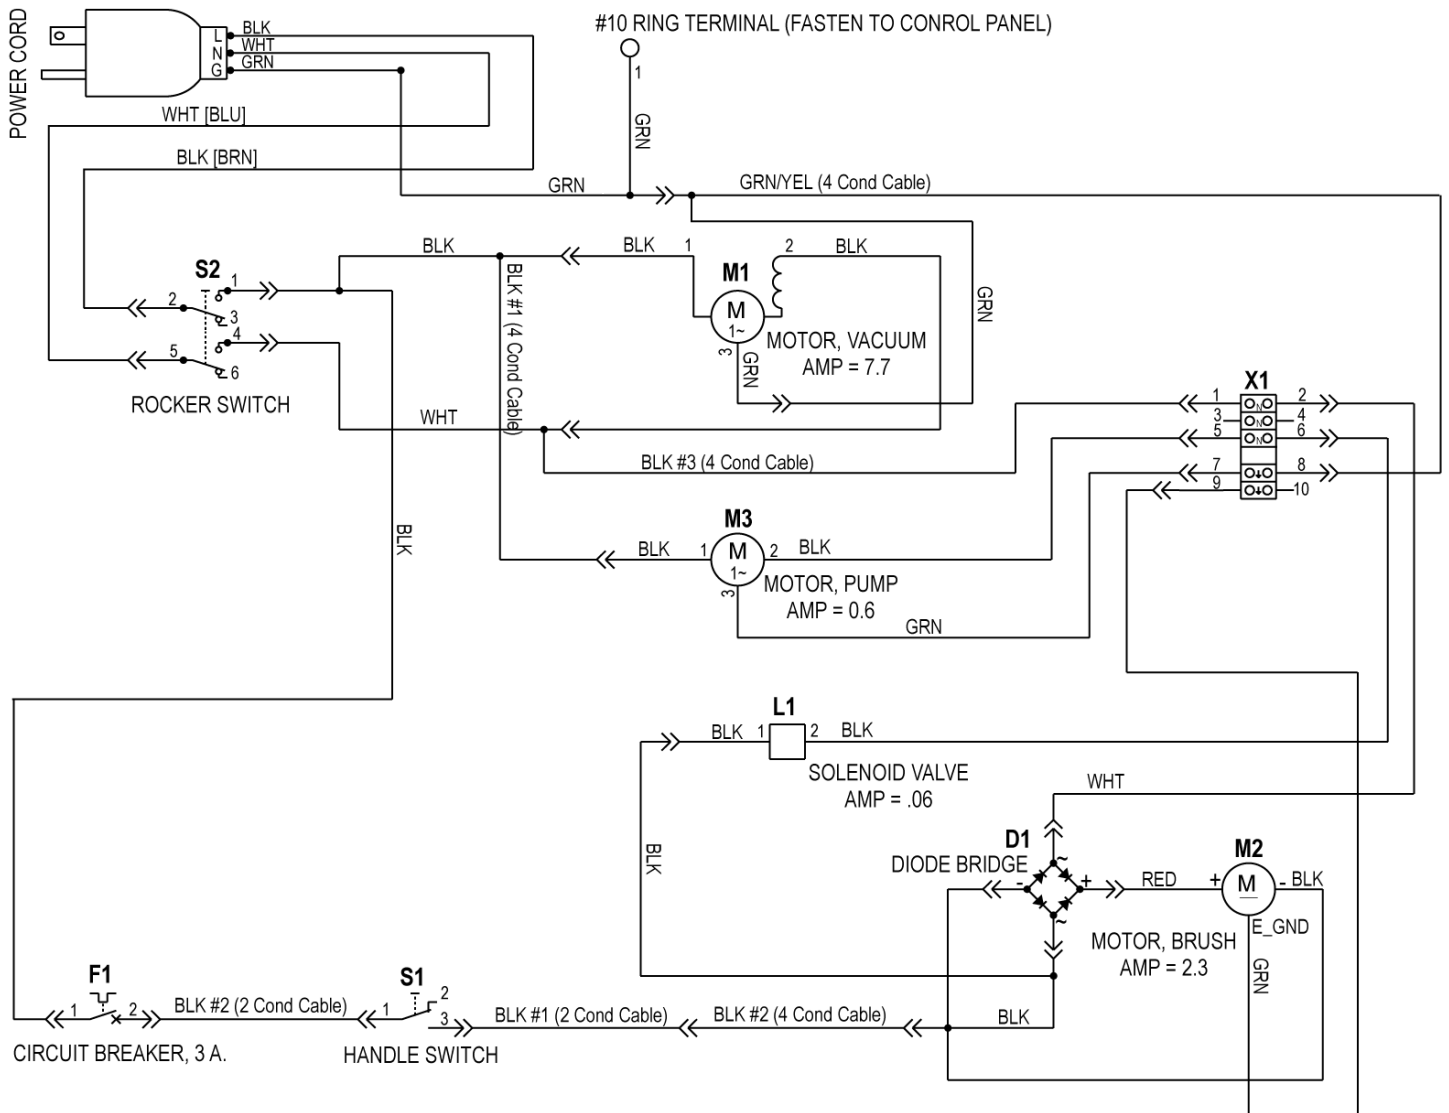 POWER CORD
L
BLK
N
WHT
G
GRN
#10 RING TERMINAL (FASTEN TO CONROL PANEL)
1
GRN
WHT [BLU]
BLK [BRN]
GRN
GRN/YEL (4 Cond Cable)
BLK
BLK
1
2
BLK
S2
1
2
3
4
5
6
ROCKER SWITCH
BLK #1 (4 Cond Cable)
M1
M
1~
3
GRN
MOTOR, VACUUM
AMP = 7.7
GRN
WHT
BLK #3 (4 Cond Cable)
X1
1
N
2
3
N
4
5
N
6
7
8
9
10
BLK
M3
BLK
1
M
1~
2
BLK
3
MOTOR, PUMP
AMP = 0.6
GRN
L1
BLK
1
2
BLK
SOLENOID VALVE
AMP = .06
BLK
WHT
D1
DIODE BRIDGE
~
-
+
~
RED
M2
+
M
-
BLK
E_GND
MOTOR, BRUSH
AMP = 2.3
GRN
F1
1
2
BLK #2 (2 Cond Cable)
CIRCUIT BREAKER, 3 A.
S1
1
2
3
HANDLE SWITCH
BLK #1 (2 Cond Cable)
BLK #2 (4 Cond Cable)
BLK